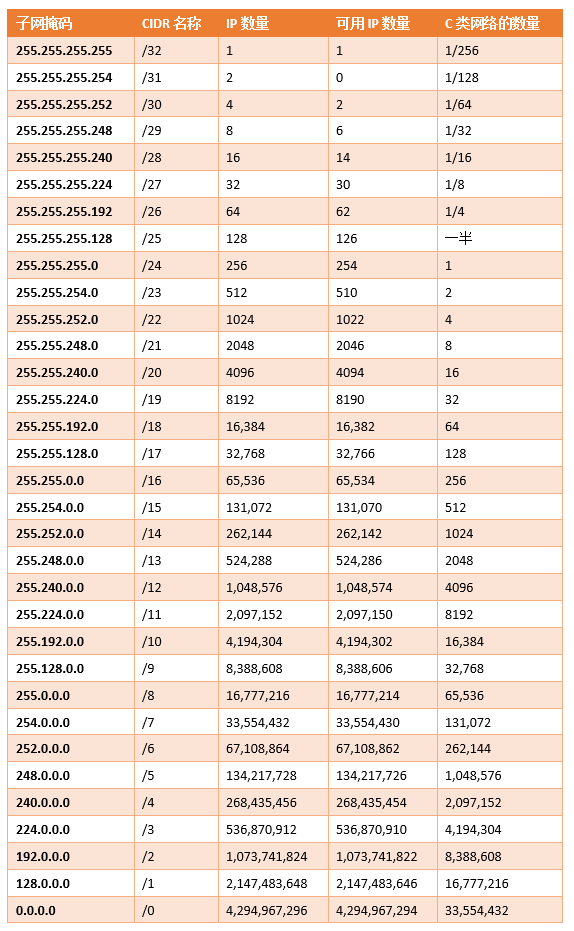 子网掩码 CIDR 名称 IP 数量 可用 IP 数量 C 类网络的数量
255.255.255.255 /32 1 1 1/256
255.255.255.254 /31 2 0 1/128
255.255.255.252 /30 4 2 1/64
255.255.255.248 /29 8 6 1/32
255.255.255.240 /28 16 14 1/16
255.255.255.224 /27 32 30 1/8
255.255.255.192 /26 64 62 1/4
255.255.255.128 /25 128 126 一半
255.255.255.0 /24 256 254 1
255.255.254.0 /23 512 510 2
255.255.252.0 /22 1024 1022 4
255.255.248.0 /21 2048 2046 8
255.255.240.0 /20 4096 4094 16
255.255.224.0 /19 8192 8190 32
255.255.192.0 /18 16,384 16,382 64
255.255.128.0 /17 32,768 32,766 128
255.255.0.0 /16 65,536 65,534 256
255.254.0.0 /15 131,072 131,070 512
255.252.0.0 /14 262,144 262,142 1024
255.248.0.0 /13 524,288 524,286 2048
255.240.0.0 /12 1,048,576 1,048,574 4096
255.224.0.0 /11 2,097,152 2,097,150 8192
255.192.0.0 /10 4,194,304 4,194,302 16,384
255.128.0.0 /9 8,388,608 8,388,606 32,768
255.0.0.0 /8 16,777,216 16,777,214 65,536
254.0.0.0 /7 33,554,432 33,554,430 131,072
252.0.0.0 /6 67,108,864 67,108,862 262,144
248.0.0.0 /5 134,217,728 134,217,726 1,048,576
240.0.0.0 /4 268,435,456 268,435,454 2,097,152
224.0.0.0 /3 536,870,912 536,870,910 4,194,304
192.0.0.0 /2 1,073,741,824 1,073,741,822 8,388,608
128.0.0.0 /1 2,147,483,648 2,147,483,646 16,777,216
0.0.0.0 /0 4,294,967,296 4,294,967,294 33,554,432